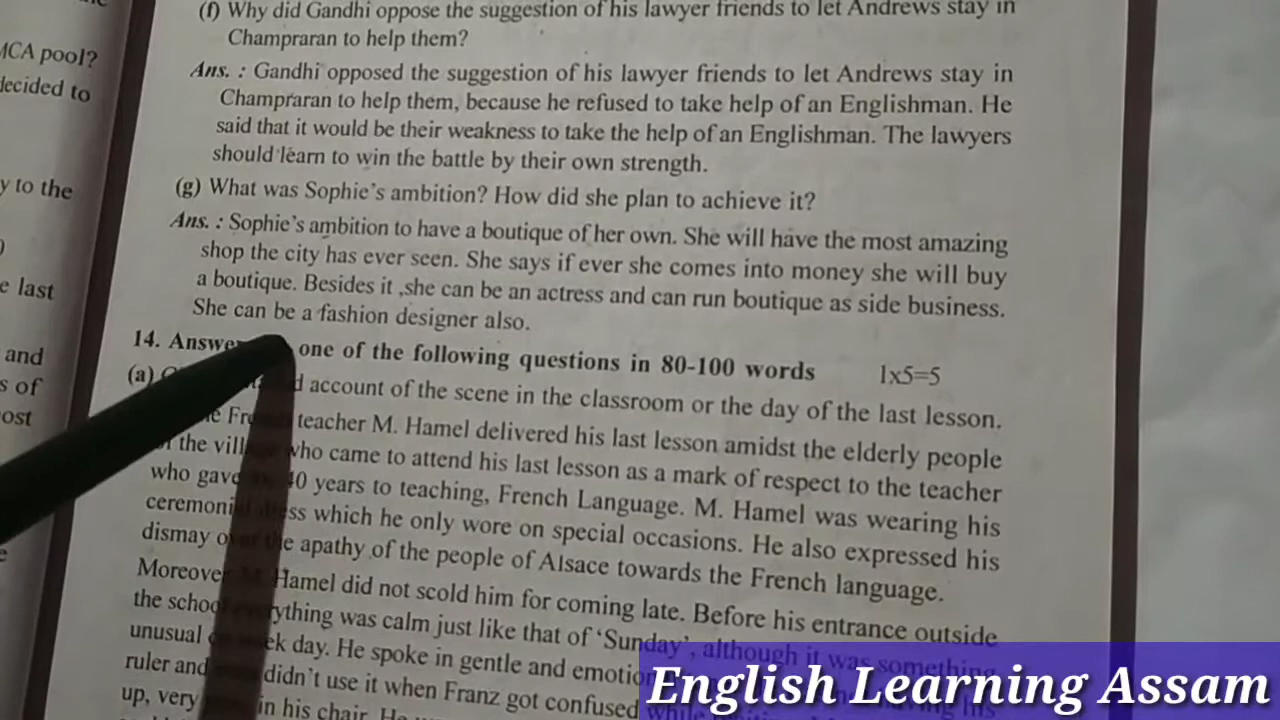 (f) Why did Gandhi oppose the suggestion of his lawyer friends to let Andrews stay in
Champraran to help them?
Ans. : Gandhi opposed the suggestion of his lawyer friends to let Andrews stay in
Champraran to help them, because he refused to take help of an Englishman. He
said that it would be their weakness to take the help of an Englishman. The lawyers
should learn to win the battle by their own strength.
(g) What was Sophie's ambition? How did she plan to achieve it?
Ans. : Sophie's ambition to have a boutique of her own. She will have the most amazing
shop the city has ever seen. She says if ever she comes into money she will buy
a boutique. Besides it ,she can be an actress and can run boutique as side business.
She can be a fashion designer also.
14. Answer one of the following questions in 80-100 words 1x5=5
(a) account of the scene in the classroom or the day of the last lesson.
teacher M. Hamel delivered his last lesson amidst the elderly people
the who came to attend his last lesson as a mark of respect to the teacher
who gave 40 years to teaching, French Language. M. Hamel was wearing his
which he only wore on special occasions. He also expressed his
dismay the apathy of the people of Alsace towards the French language.
Moreover Hamel did not scold him for coming late. Before his entrance outside
the school everything was calm just like that of 'Sunday', although it was something
unusual week day. He spoke in gentle and
ruler and didn't use it when Franz got confused
up, very in his chair.
MCA pool?
decided to
y to the
e last
and
s of
ost
English Learning Assam